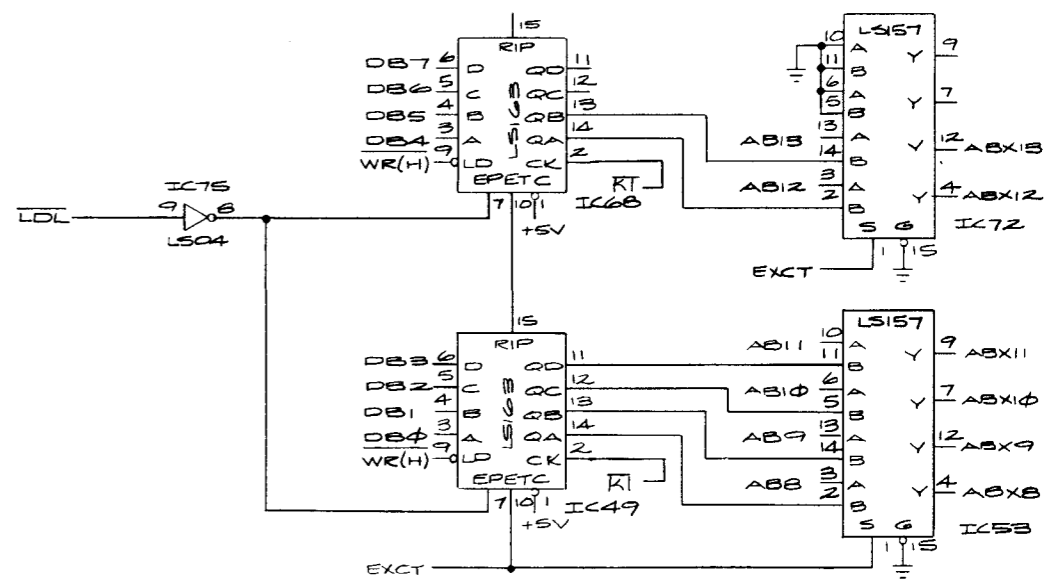 15
RIP
DB7 6 D QD 11
DB6 5 C QC 12
DB5 4 B QB 13
DB4 3 A QA 14
WR(H) 9 LD CK 2
LS163
EPETC
7 10 1
+5V
K1
IC68
LS157
10 A Y 9
11 B
6 A Y 7
5 B
AB13 13 A Y 12 ABX13
14 B
AB12 3 A Y 4 ABX12
2 B
S G
1 15
IC72
EXCT
LDL 9 8
IC75
LS04
15
RIP
DB3 6 D QD 11
DB2 5 C QC 12
DB1 4 B QB 13
DBØ 3 A QA 14
WR(H) 9 LD CK 2
LS163
EPETC
7 10 1
+5V
K1
IC49
LS157
AB11 10 A Y 9 ABX11
11 B
AB1Ø 6 A Y 7 ABX1Ø
5 B
AB9 13 A Y 12 ABX9
14 B
AB8 3 A Y 4 ABX8
2 B
S G
1 15
IC53
EXCT